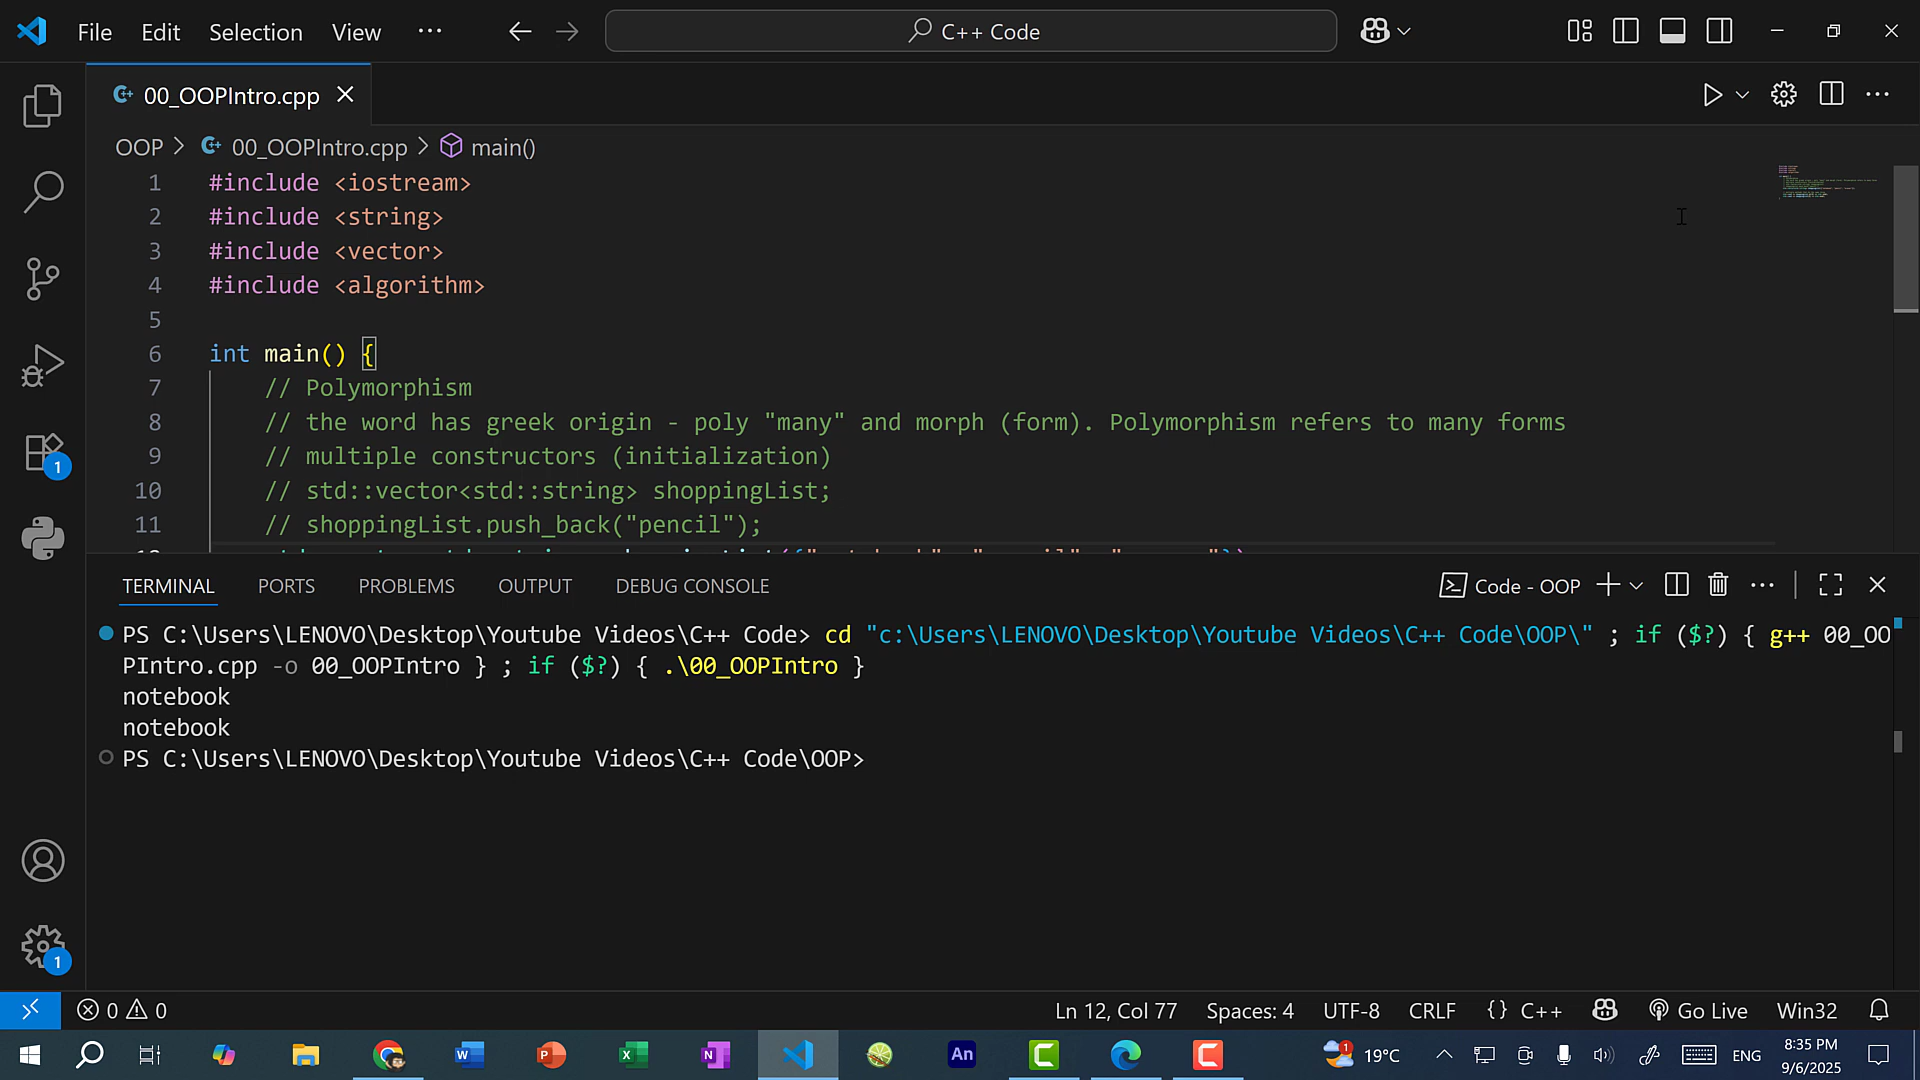 File Edit Selection View ··· C++ Code
00_OOPIntro.cpp
OOP > 00_OOPIntro.cpp > main()
1 #include <iostream>
2 #include <string>
3 #include <vector>
4 #include <algorithm>
5
6 int main() {
7 // Polymorphism
8 // the word has greek origin - poly "many" and morph (form). Polymorphism refers to many forms
9 // multiple constructors (initialization)
10 // std::vector<std::string> shoppingList;
11 // shoppingList.push_back("pencil");
TERMINAL PORTS PROBLEMS OUTPUT DEBUG CONSOLE Code - OOP
PS C:\Users\LENOVO\Desktop\Youtube Videos\C++ Code> cd "c:\Users\LENOVO\Desktop\Youtube Videos\C++ Code\OOP\" ; if ($?) { g++ 00_OO
PIntro.cpp -o 00_OOPIntro } ; if ($?) { .\00_OOPIntro }
notebook
notebook
PS C:\Users\LENOVO\Desktop\Youtube Videos\C++ Code\OOP>
1
1
0 0 Ln 12, Col 77 Spaces: 4 UTF-8 CRLF {} C++ Go Live Win32
An 1 19°C ENG 8:35 PM
9/6/2025